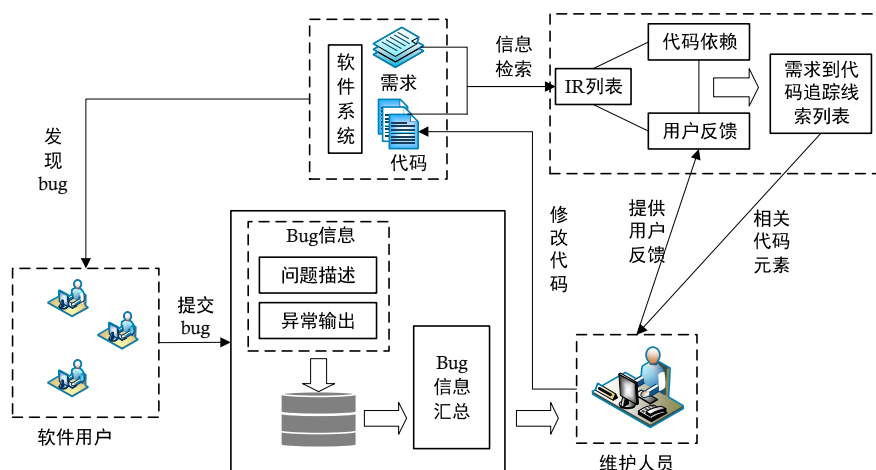 软
件
系
统
需求
代码
信息
检索
IR列表
代码依赖
用户反馈
需求到代
码追踪线
索列表
发
现
bug
修
改
代
码
提供
用户
反馈
相关
代码
元素
Bug信息
问题描述
异常输出
提交
bug
Bug
信息
汇总
软件用户
维护人员